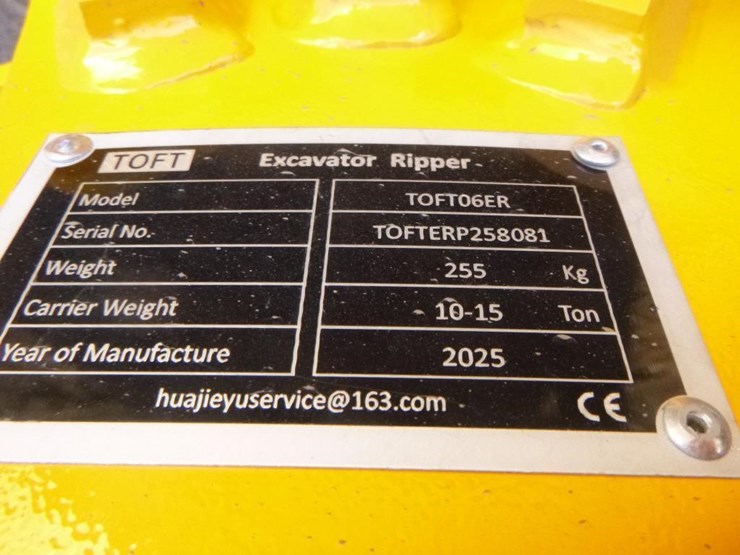 TOFT Excavator Ripper
Model TOFT06ER
Serial No. TOFTERP258081
Weight 255 Kg
Carrier Weight 10-15 Ton
Year of Manufacture 2025
huajieyuservice@163.com CE